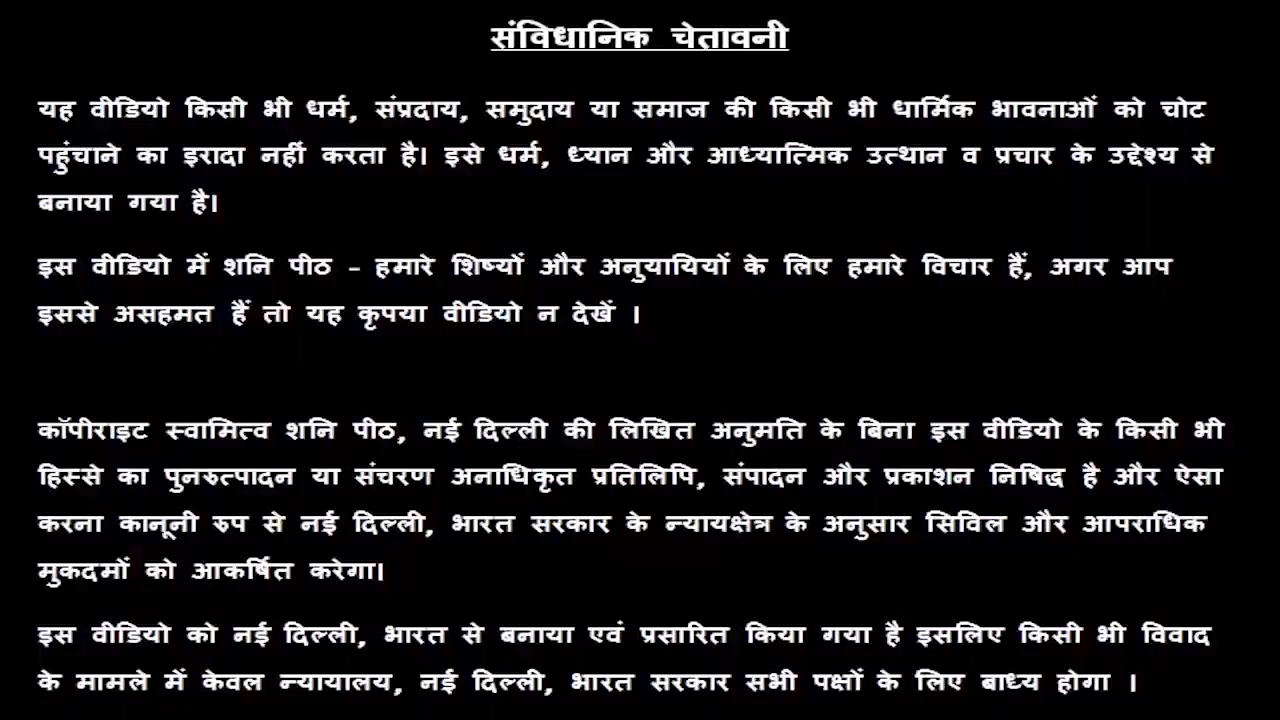 संविधानिक चेतावनी
यह वीडियो किसी भी धर्म, संप्रदाय, समुदाय या समाज की किसी भी धार्मिक भावनाओं को चोट
पहुंचाने का इरादा नहीं करता है। इसे धर्म, ध्यान और आध्यात्मिक उत्थान व प्रचार के उद्देश्य से
बनाया गया है।
इस वीडियो में शनि पीठ – हमारे शिष्यों और अनुयायियों के लिए हमारे विचार हैं, अगर आप
इससे असहमत हैं तो यह कृपया वीडियो न देखें ।
कॉपीराइट स्वामित्व शनि पीठ, नई दिल्ली की लिखित अनुमति के बिना इस वीडियो के किसी भी
हिस्से का पुनरुत्पादन या संचरण अनाधिकृत प्रतिलिपि, संपादन और प्रकाशन निषिद्ध है और ऐसा
करना कानूनी रुप से नई दिल्ली, भारत सरकार के न्यायक्षेत्र के अनुसार सिविल और आपराधिक
मुकदमों को आकर्षित करेगा।
इस वीडियो को नई दिल्ली, भारत से बनाया एवं प्रसारित किया गया है इसलिए किसी भी विवाद
के मामले में केवल न्यायालय, नई दिल्ली, भारत सरकार सभी पक्षों के लिए बाध्य होगा ।